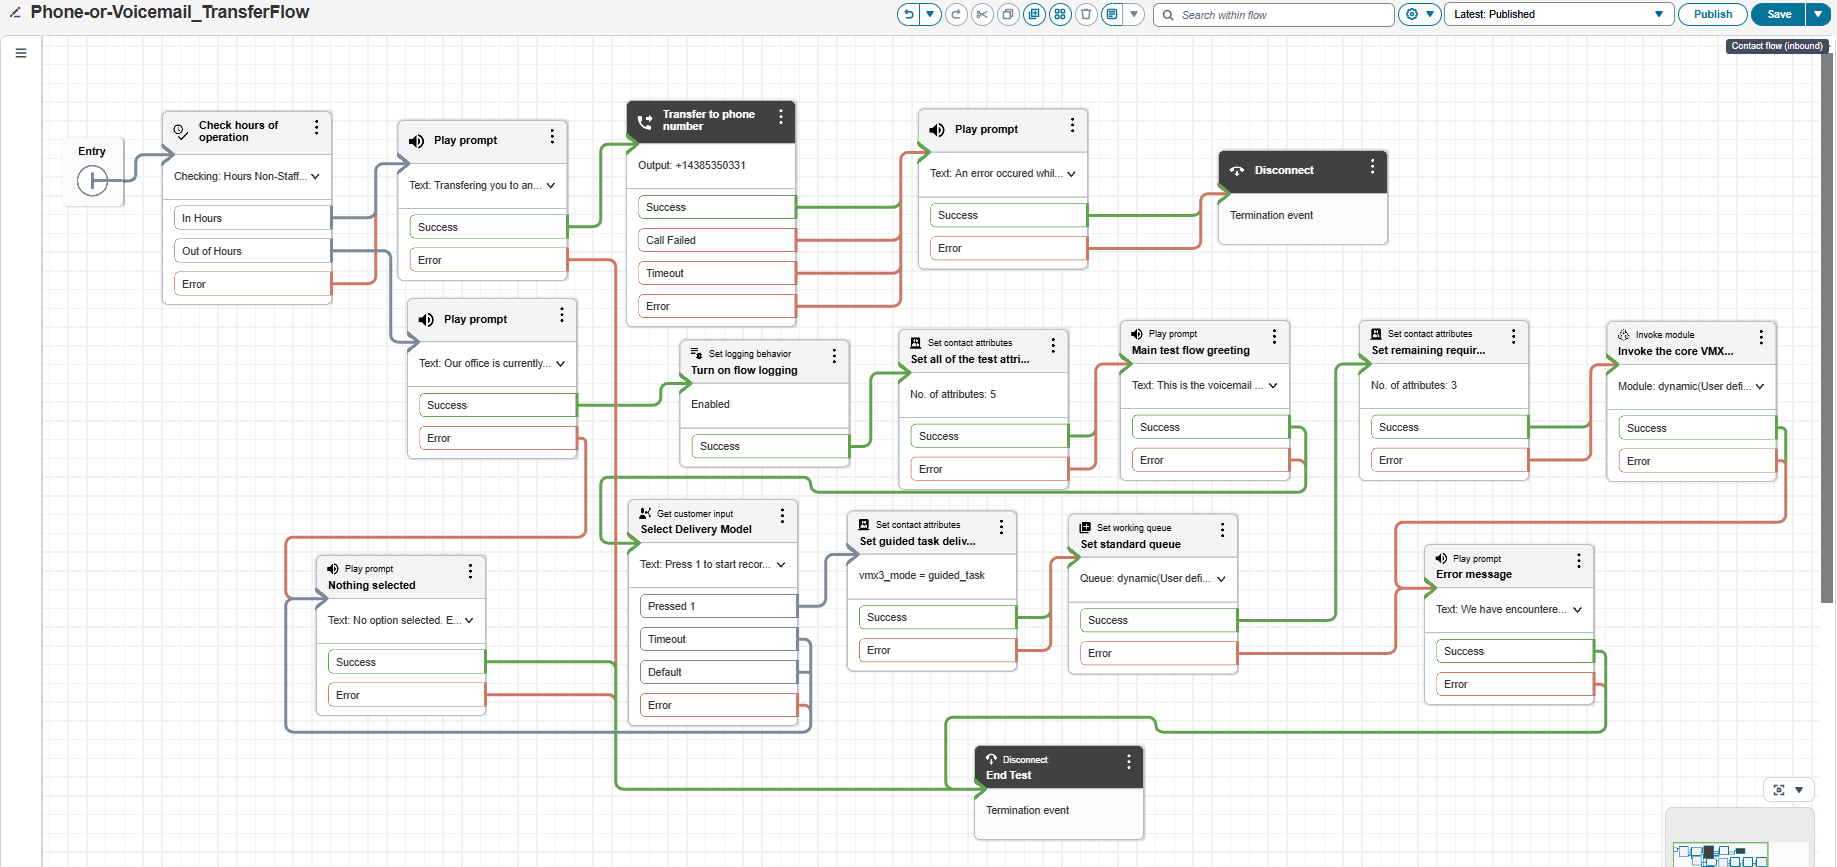 Phone-or-Voicemail_TransferFlow
Search within flow
Latest: Published
Publish
Save
Contact flow (inbound)
Entry
Check hours of
operation
Checking: Hours Non-Staff...
In Hours
Out of Hours
Error
Play prompt
Text: Transfering you to an...
Success
Error
Transfer to phone
number
Output: +14385350331
Success
Call Failed
Timeout
Error
Play prompt
Text: An error occured whil...
Success
Error
Disconnect
Termination event
Play prompt
Text: Our office is currently...
Success
Error
Set logging behavior
Turn on flow logging
Enabled
Success
Set contact attributes
Set all of the test attri...
No. of attributes: 5
Success
Error
Play prompt
Main test flow greeting
Text: This is the voicemail ...
Success
Error
Set contact attributes
Set remaining requir...
No. of attributes: 3
Success
Error
Invoke module
Invoke the core VMX...
Module: dynamic(User defi...
Success
Error
Play prompt
Nothing selected
Text: No option selected. E...
Success
Error
Get customer input
Select Delivery Model
Text: Press 1 to start recor...
Pressed 1
Timeout
Default
Error
Set contact attributes
Set guided task deliv...
vmx3_mode = guided_task
Success
Error
Set working queue
Set standard queue
Queue: dynamic(User defi...
Success
Error
Play prompt
Error message
Text: We have encountere...
Success
Error
Disconnect
End Test
Termination event